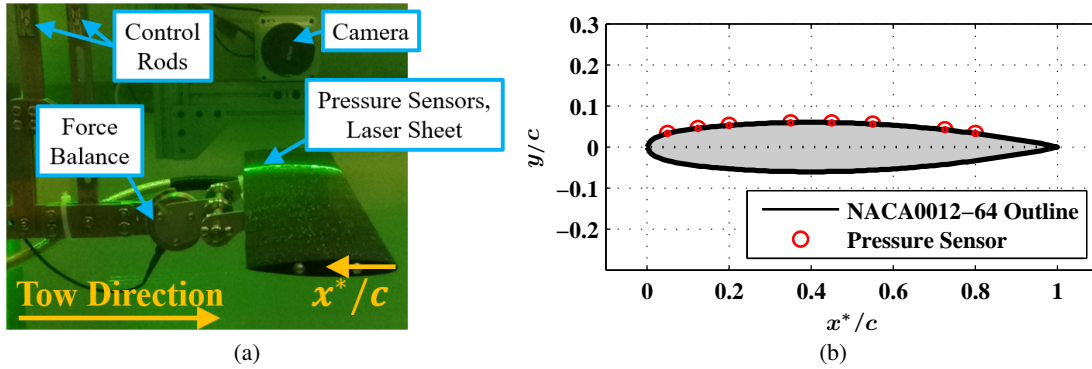 Control
Rods
Camera
Pressure Sensors,
Laser Sheet
Force
Balance
Tow Direction
x*/c
(a)
0.3
0.2
0.1
0
−0.1
−0.2
y/c
NACA0012−64 Outline
Pressure Sensor
0 0.2 0.4 0.6 0.8 1
x*/c
(b)